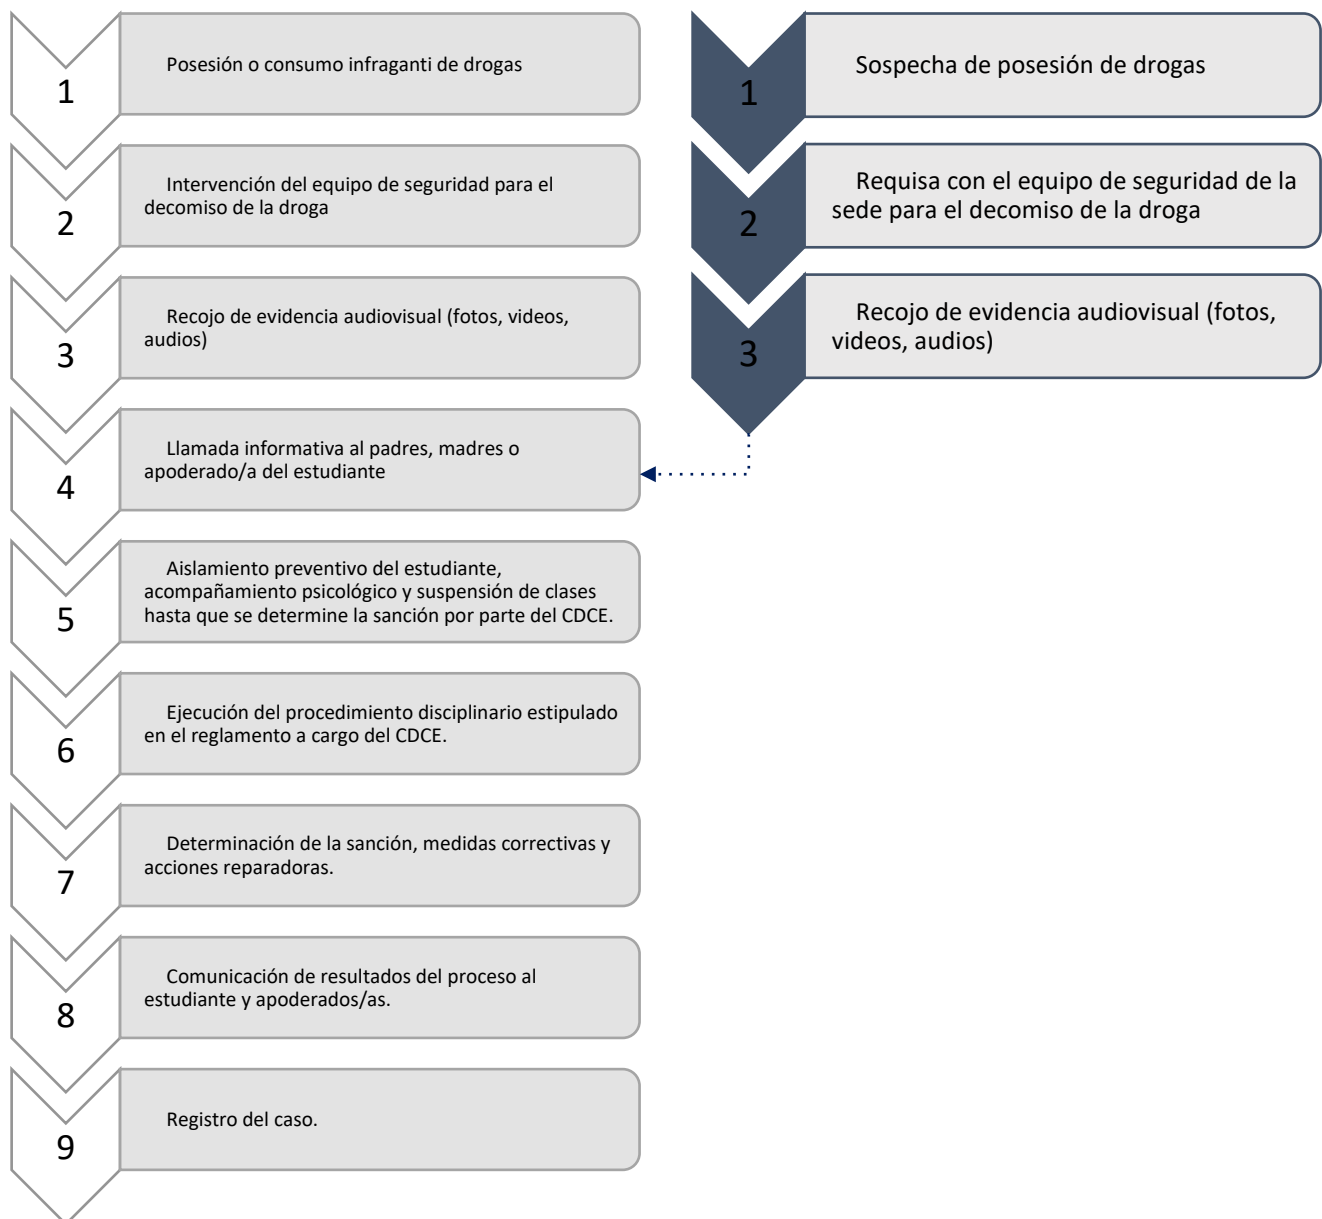 1
Posesión o consumo infraganti de drogas
2
Intervención del equipo de seguridad para el
decomiso de la droga
3
Recojo de evidencia audiovisual (fotos, videos,
audios)
4
Llamada informativa al padres, madres o
apoderado/a del estudiante
5
Aislamiento preventivo del estudiante,
acompañamiento psicológico y suspensión de clases
hasta que se determine la sanción por parte del CDCE.
6
Ejecución del procedimiento disciplinario estipulado
en el reglamento a cargo del CDCE.
7
Determinación de la sanción, medidas correctivas y
acciones reparadoras.
8
Comunicación de resultados del proceso al
estudiante y apoderados/as.
9
Registro del caso.
1
Sospecha de posesión de drogas
2
Requisa con el equipo de seguridad de la
sede para el decomiso de la droga
3
Recojo de evidencia audiovisual (fotos,
videos, audios)